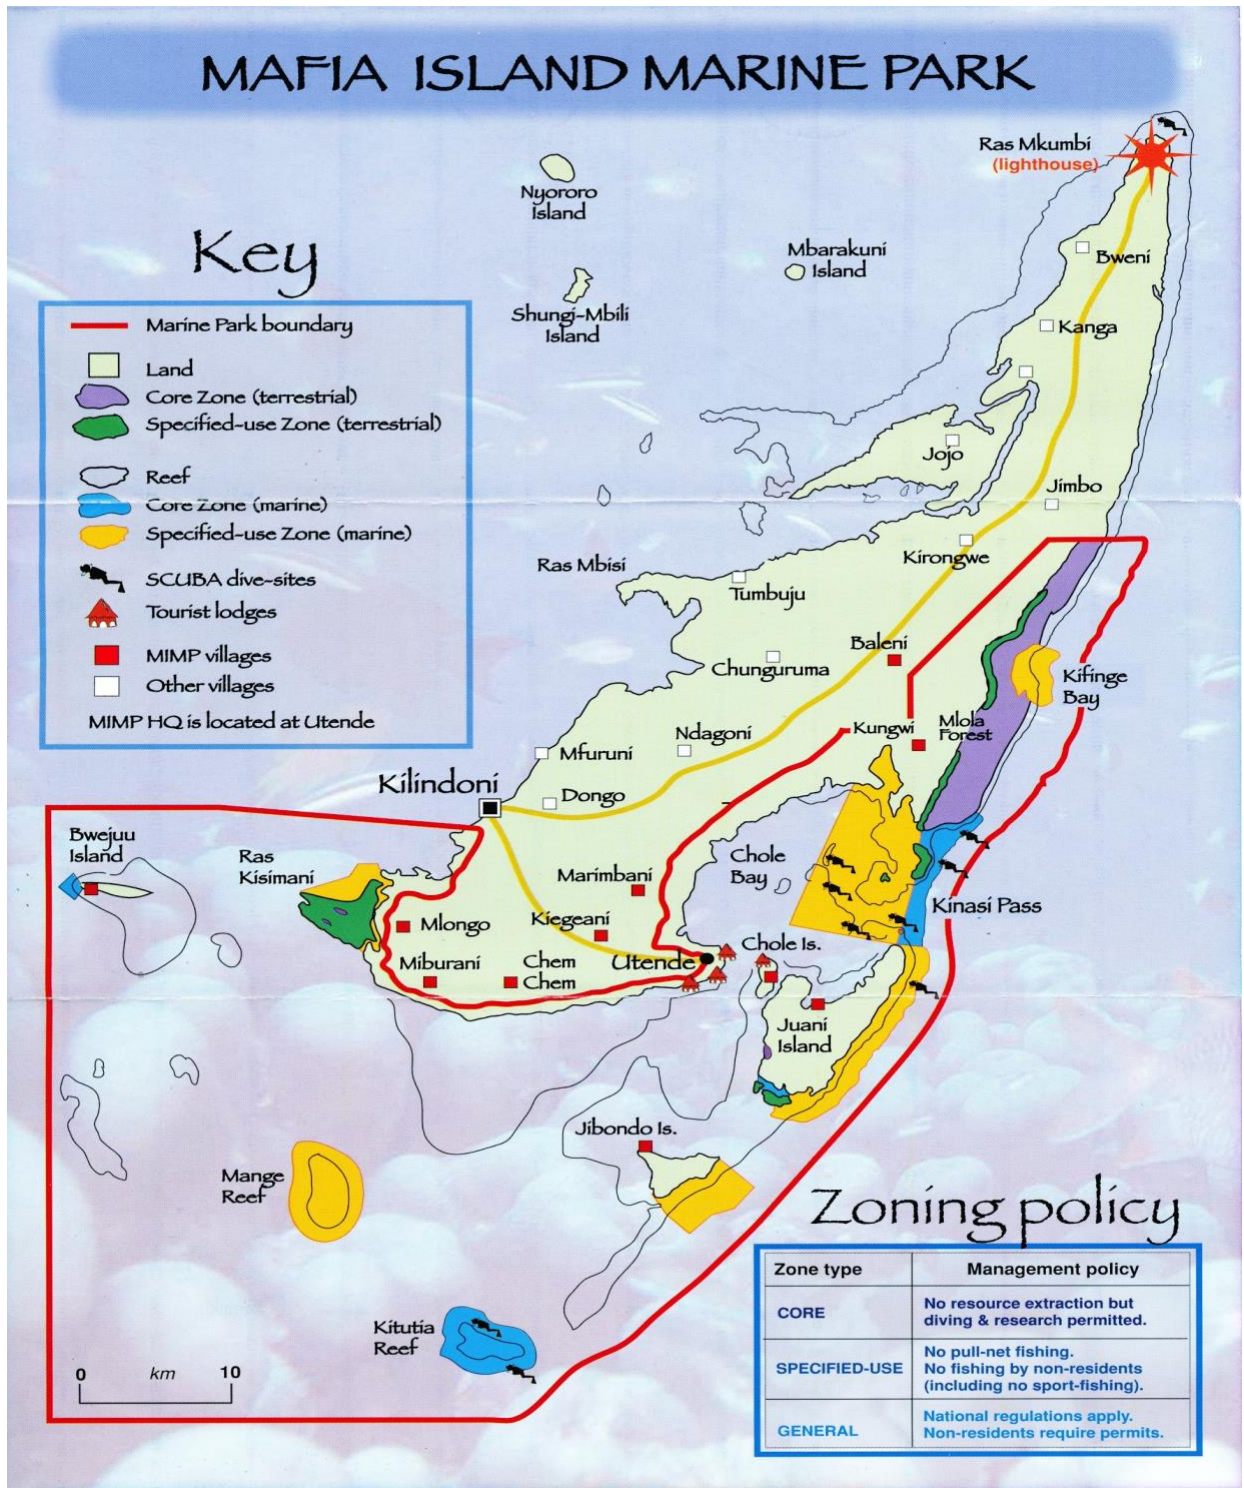 MAFIA ISLAND MARINE PARK
Ras Mkumbi
(lighthouse)
Nyororo
Island
Mbarakuni
Island
Shungi-Mbili
Island
Bweni
Kanga
Jojo
Jimbo
Kirongwe
Ras Mbisi
Tumbuju
Baleni
Chunguruma
Kifinge
Bay
Kungwi
Mlola
Forest
Ndagoni
Mfuruni
Kilindoni
Dongo
Key
Marine Park boundary
Land
Core Zone (terrestrial)
Specified-use Zone (terrestrial)
Reef
Core Zone (marine)
Specified-use Zone (marine)
SCUBA dive-sites
Tourist lodges
MIMP villages
Other villages
MIMP HQ is located at Utende
Bwejuu
Island
Ras
Kisimani
Marimbani
Chole
Bay
Kinasi Pass
Mlongo
Kiegeani
Miburani
Chem
Chem
Utende
Chole Is.
Juani
Island
Jibondo Is.
Mange
Reef
Kitutia
Reef
0 km 10
Zoning policy
Zone type Management policy
CORE No resource extraction but
diving & research permitted.
SPECIFIED-USE No pull-net fishing.
No fishing by non-residents
(including no sport-fishing).
GENERAL National regulations apply.
Non-residents require permits.